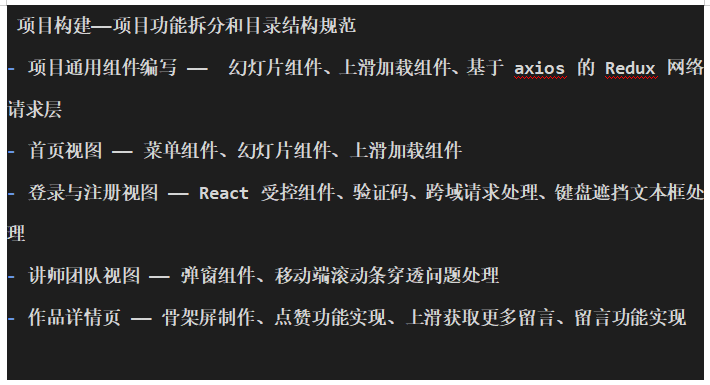 项目构建——项目功能拆分和目录结构规范
- 项目通用组件编写 —— 幻灯片组件、上滑加载组件、基于 axios 的 Redux 网络
请求层
- 首页视图 —— 菜单组件、幻灯片组件、上滑加载组件
- 登录与注册视图 —— React 受控组件、验证码、跨域请求处理、键盘遮挡文本框处
理
- 讲师团队视图 —— 弹窗组件、移动端滚动条穿透问题处理
- 作品详情页 —— 骨架屏制作、点赞功能实现、上滑获取更多留言、留言功能实现